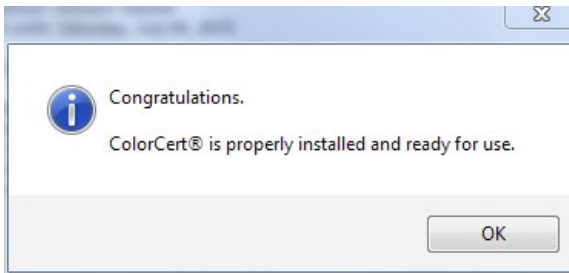 Congratulations.
ColorCert® is properly installed and ready for use.
OK